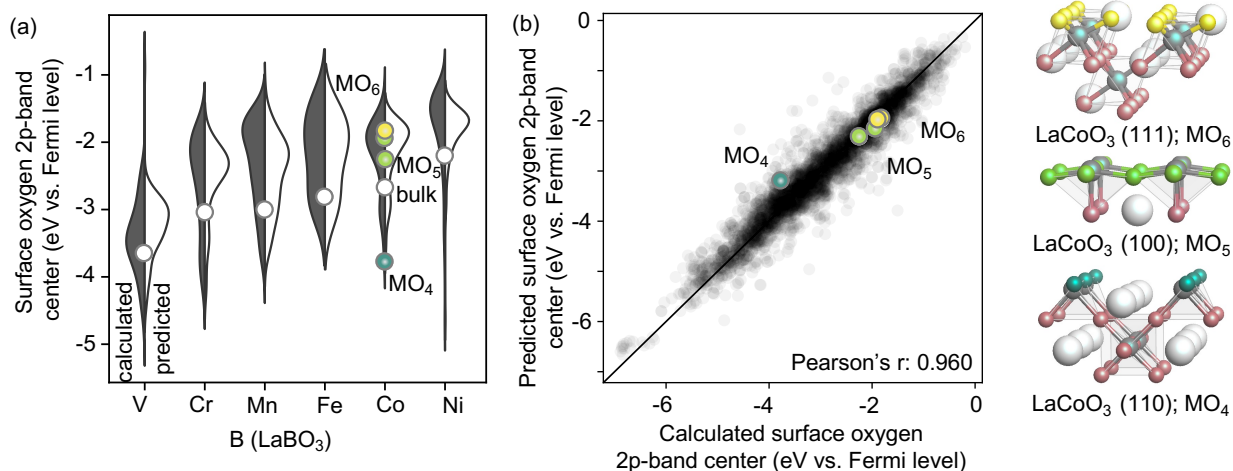 (a)
Surface oxygen 2p-band
center (eV vs. Fermi level)
-1
-2
-3
-4
-5
MO6
MO5
bulk
MO4
calculated
predicted
V Cr Mn Fe Co Ni
B (LaBO3)
(b)
Predicted surface oxygen 2p-band
center (eV vs. Fermi level)
0
-2
-4
-6
MO4
MO6
MO5
Pearson's r: 0.960
-6 -4 -2 0
Calculated surface oxygen
2p-band center (eV vs. Fermi level)
LaCoO3 (111); MO6
LaCoO3 (100); MO5
LaCoO3 (110); MO4